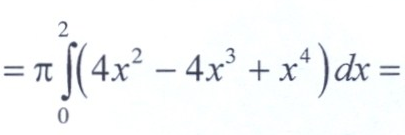 = π ∫₀² (4x² − 4x³ + x⁴) dx =